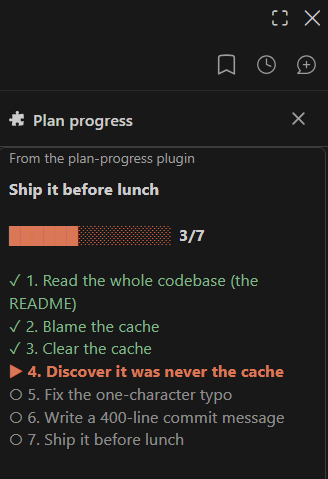 Plan progress
From the plan-progress plugin
Ship it before lunch
3/7
✓ 1. Read the whole codebase (the
README)
✓ 2. Blame the cache
✓ 3. Clear the cache
▶ 4. Discover it was never the cache
○ 5. Fix the one-character typo
○ 6. Write a 400-line commit message
○ 7. Ship it before lunch